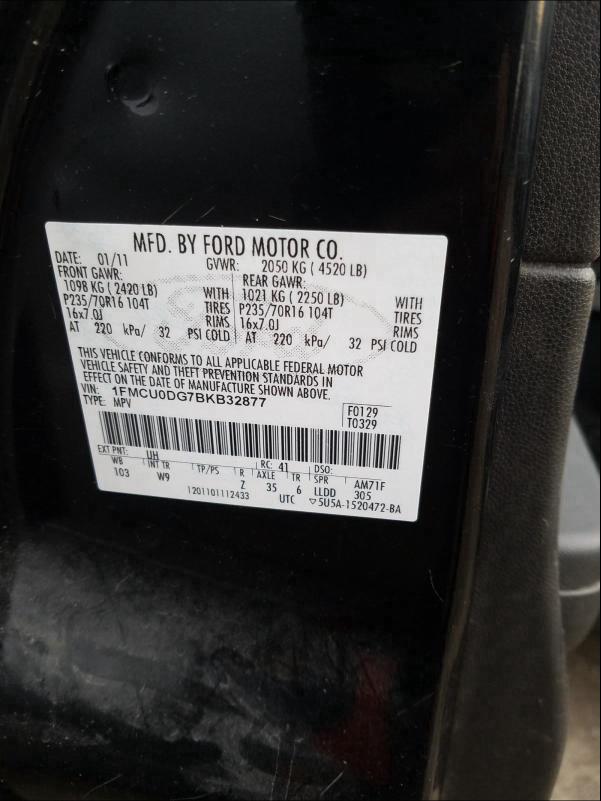 MFD. BY FORD MOTOR CO.
DATE: 01/11 GVWR: 2050 KG (4520 LB)
FRONT GAWR: REAR GAWR:
1098 KG (2420 LB) WITH 1021 KG (2250 LB) WITH
P235/70R16 104T TIRES P235/70R16 104T TIRES
16x7.0J RIMS 16x7.0J RIMS
AT 220 kPa/ 32 PSI COLD AT 220 kPa/ 32 PSI COLD
THIS VEHICLE CONFORMS TO ALL APPLICABLE FEDERAL MOTOR
VEHICLE SAFETY AND THEFT PREVENTION STANDARDS IN
EFFECT ON THE DATE OF MANUFACTURE SHOWN ABOVE.
VIN: 1FMCU0DG7BKB32877 F0129
TYPE: MPV T0329
EXT PNT: UH RC: 41 DSO:
WB INT TR TP/PS R AXLE TR SPR AM71F
103 W9 Z 35 6 LLDD 305
1201101112433 UTC ▽5U5A-1520472-BA